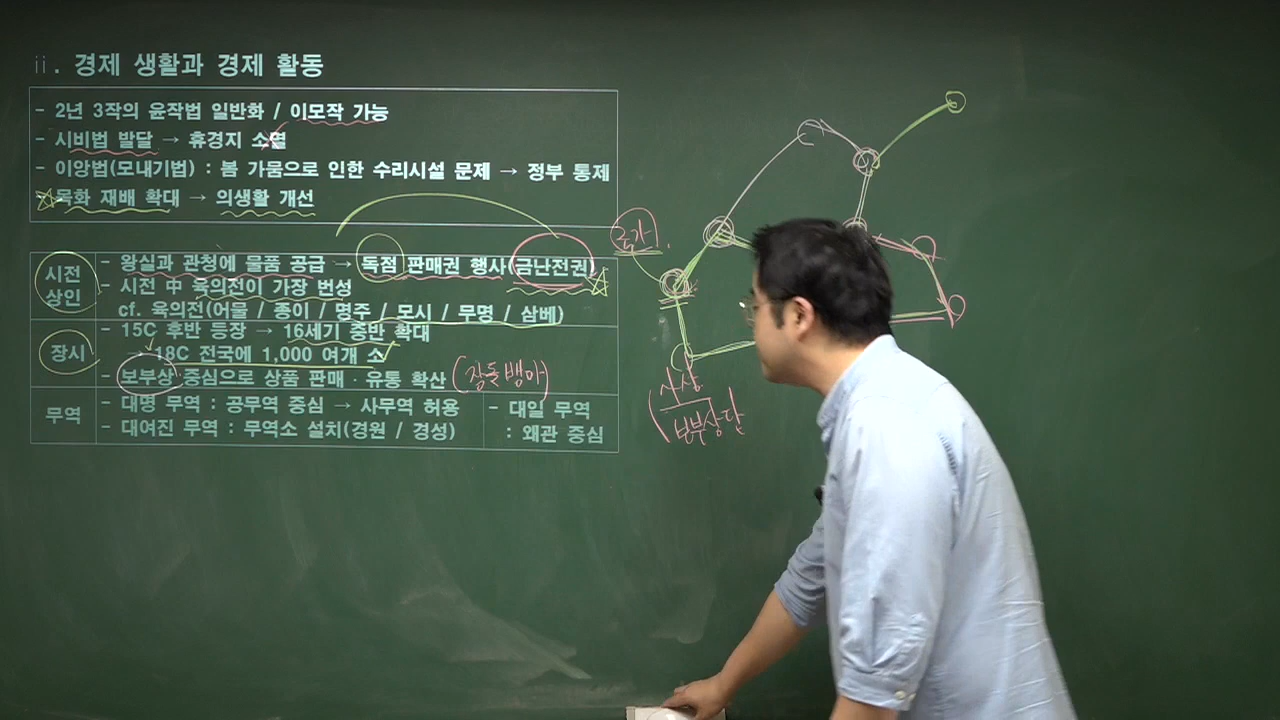 ⅱ. 경제 생활과 경제 활동
- 2년 3작의 윤작법 일반화 / 이모작 가능
- 시비법 발달 → 휴경지 소멸
- 이앙법(모내기법) : 봄 가뭄으로 인한 수리시설 문제 → 정부 통제
목화 재배 확대 → 의생활 개선
시전
상인
- 왕실과 관청에 물품 공급 → 독점 판매권 행사(금난전권)
- 시전 中 육의전이 가장 번성
cf. 육의전(어물 / 종이 / 명주 / 모시 / 무명 / 삼베)
장시
- 15C 후반 등장 → 16세기 중반 확대
→ 18C 전국에 1,000 여개 소
- 보부상 중심으로 상품 판매 · 유통 확산
무역
- 대명 무역 : 공무역 중심 → 사무역 허용
- 대여진 무역 : 무역소 설치(경원 / 경성)
- 대일 무역
: 왜관 중심
(장돌뱅이)
사상
보부상단